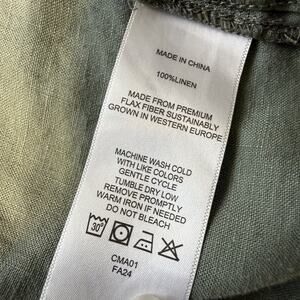 MADE IN CHINA
100%LINEN
MADE FROM PREMIUM
FLAX FIBER SUSTAINABLY
GROWN IN WESTERN EUROPE
MACHINE WASH COLD
WITH LIKE COLORS
GENTLE CYCLE
TUMBLE DRY LOW
REMOVE PROMPTLY
WARM IRON IF NEEDED
DO NOT BLEACH
30°
CMA01
FA24